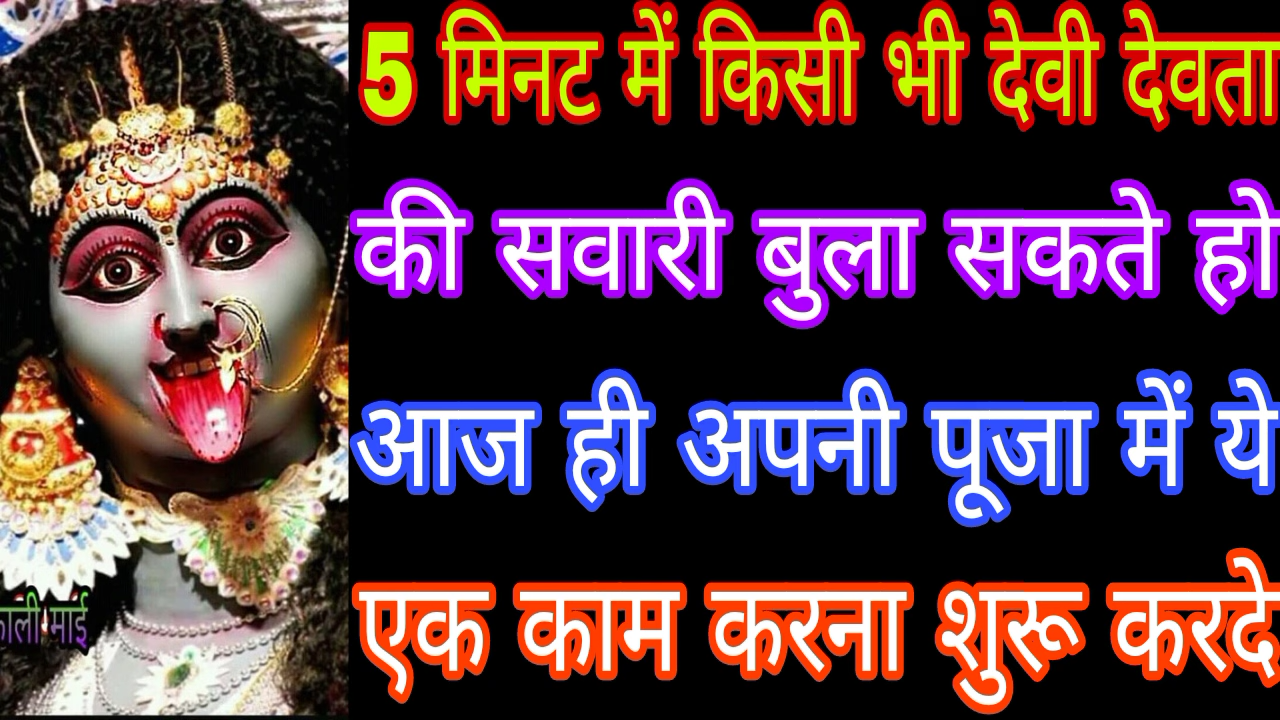 5 मिनट में किसी भी देवी देवता
की सवारी बुला सकते हो
आज ही अपनी पूजा में ये
एक काम करना शुरू करदे
काली माई